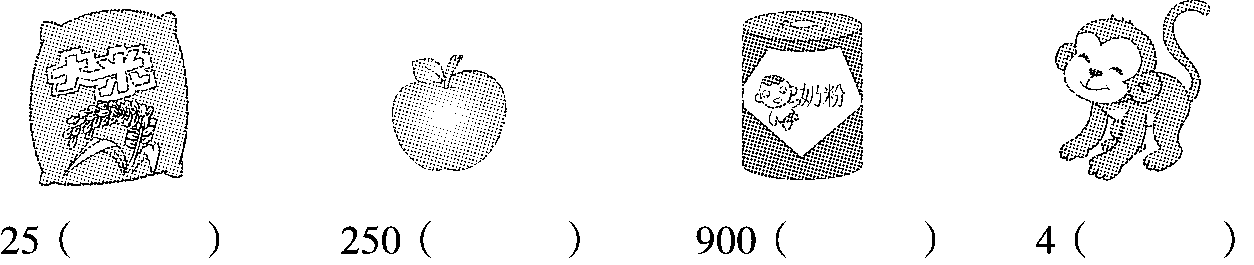 大米
奶粉
25（　　　）　250（　　　）　900（　　　）　4（　　　）